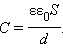 C = εε₀S / d.